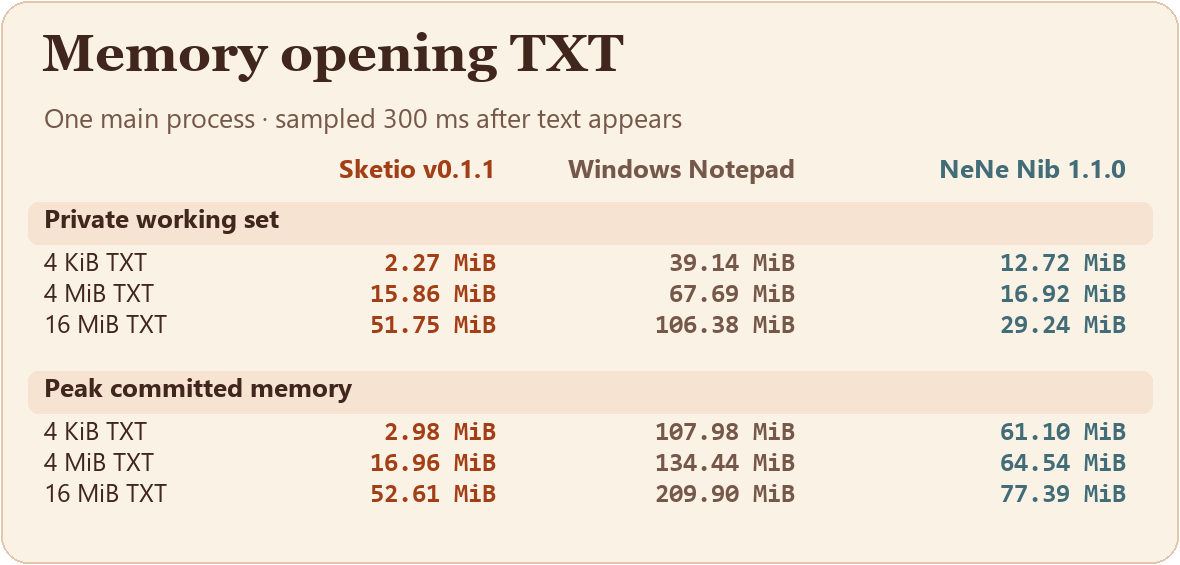 Memory opening TXT
One main process · sampled 300 ms after text appears
Sketio v0.1.1 Windows Notepad NeNe Nib 1.1.0
Private working set
4 KiB TXT 2.27 MiB 39.14 MiB 12.72 MiB
4 MiB TXT 15.86 MiB 67.69 MiB 16.92 MiB
16 MiB TXT 51.75 MiB 106.38 MiB 29.24 MiB
Peak committed memory
4 KiB TXT 2.98 MiB 107.98 MiB 61.10 MiB
4 MiB TXT 16.96 MiB 134.44 MiB 64.54 MiB
16 MiB TXT 52.61 MiB 209.90 MiB 77.39 MiB